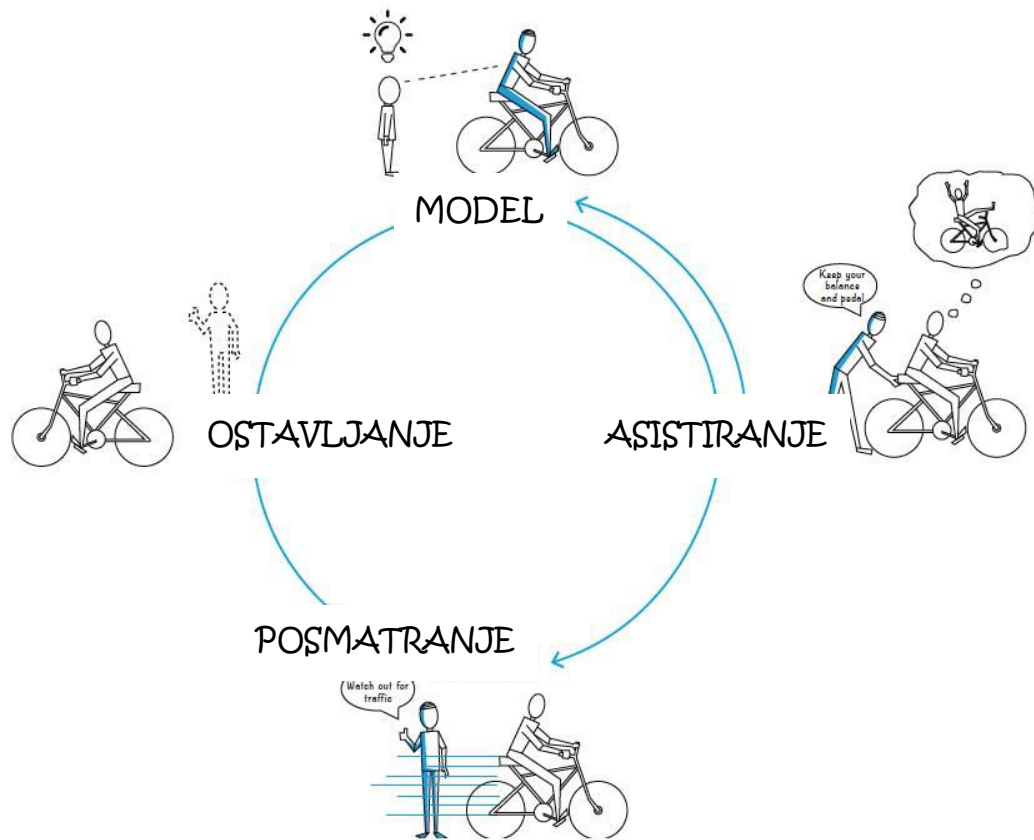 MODEL
Keep your
balance
and pedal
OSTAVLJANJE
ASISTIRANJE
POSMATRANJE
Watch out for
traffic